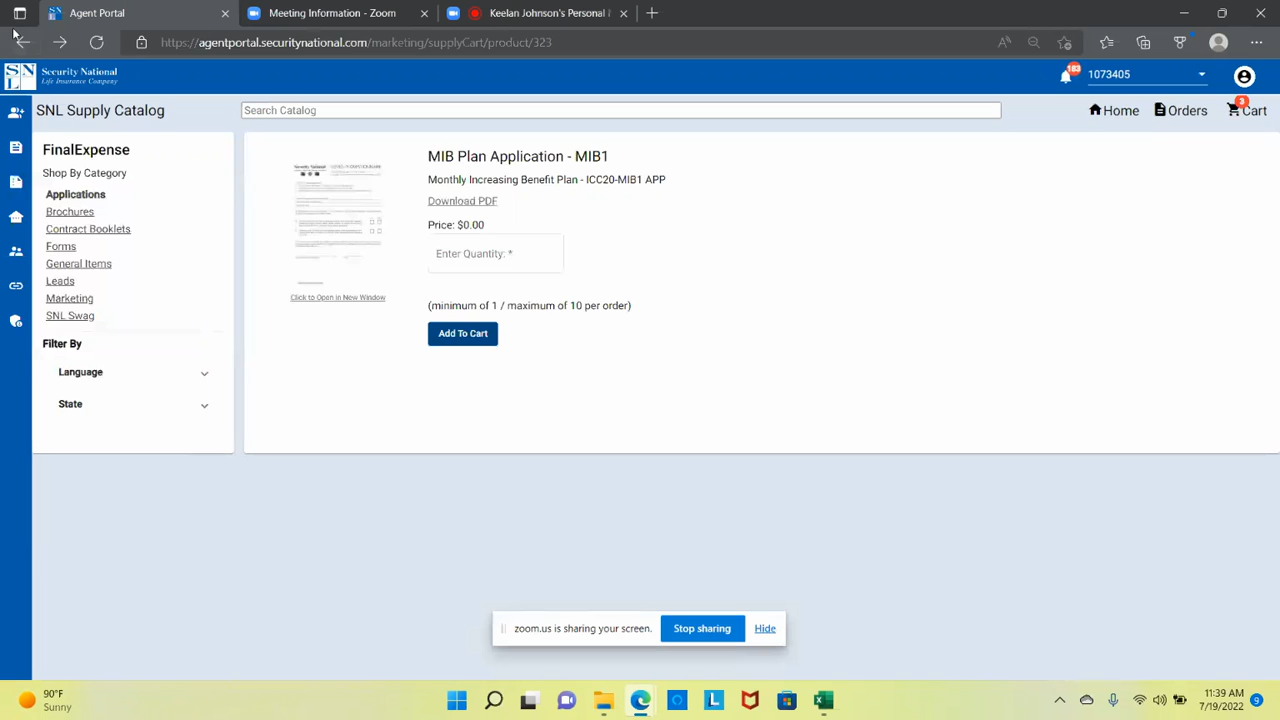 Agent Portal
Meeting Information - Zoom
Keelan Johnson's Personal
https://agentportal.securitynational.com/marketing/supplyCart/product/323
SNL
Security National
Life Insurance Company
183
1073405
SNL Supply Catalog
Search Catalog
Home
Orders
3
Cart
FinalExpense
Shop By Category
Applications
Brochures
Contract Booklets
Forms
General Items
Leads
Marketing
SNL Swag
Filter By
Language
State
MIB Plan Application - MIB1
Monthly Increasing Benefit Plan - ICC20-MIB1 APP
Download PDF
Price: $0.00
Enter Quantity: *
Click to Open in New Window
(minimum of 1 / maximum of 10 per order)
Add To Cart
zoom.us is sharing your screen.
Stop sharing
Hide
90°F
Sunny
11:39 AM
7/19/2022
9